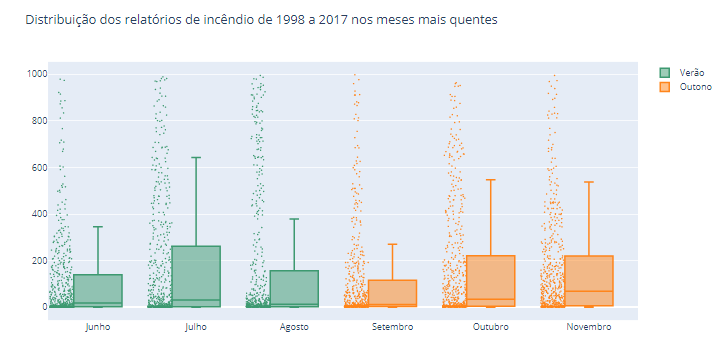 Distribuição dos relatórios de incêndio de 1998 a 2017 nos meses mais quentes
1000
800
600
400
200
0
Junho
Julho
Agosto
Setembro
Outubro
Novembro
Verão
Outono